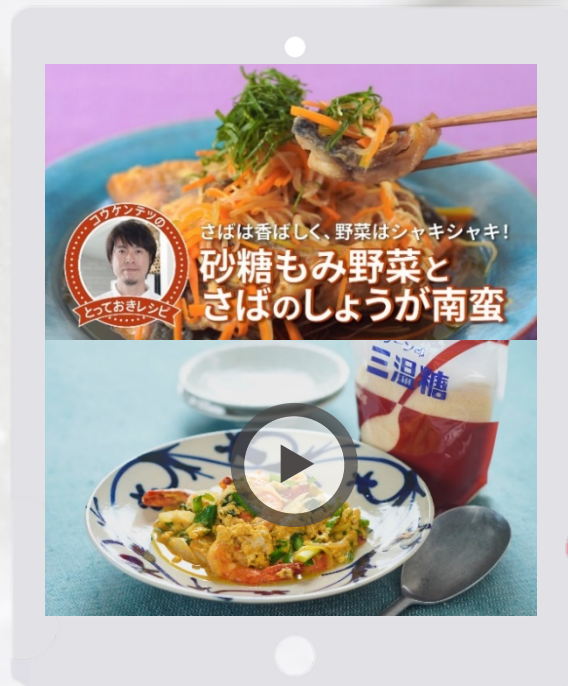 コウケンテツの
とっておきレシピ
さばは香ばしく、野菜はシャキシャキ！
砂糖もみ野菜と
さばのしょうが南蛮
三温糖